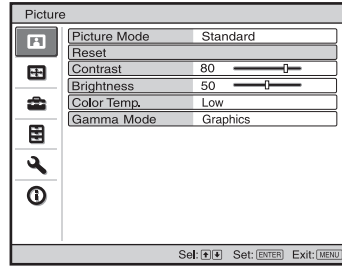 Picture
Picture Mode Standard
Reset
Contrast 80
Brightness 50
Color Temp. Low
Gamma Mode Graphics
Sel: Set: ENTER Exit: MENU